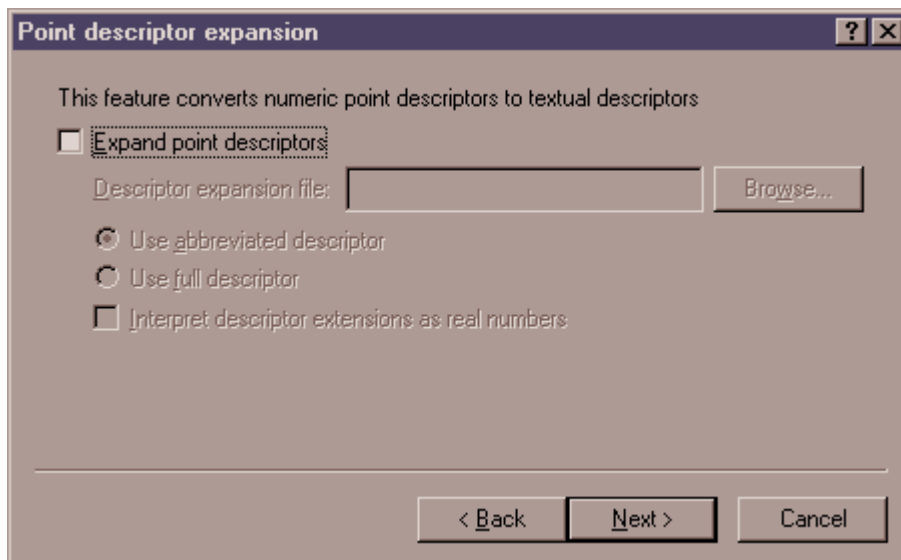 Point descriptor expansion
This feature converts numeric point descriptors to textual descriptors
Expand point descriptors
Descriptor expansion file: Browse...
Use abbreviated descriptor
Use full descriptor
Interpret descriptor extensions as real numbers
< Back Next > Cancel